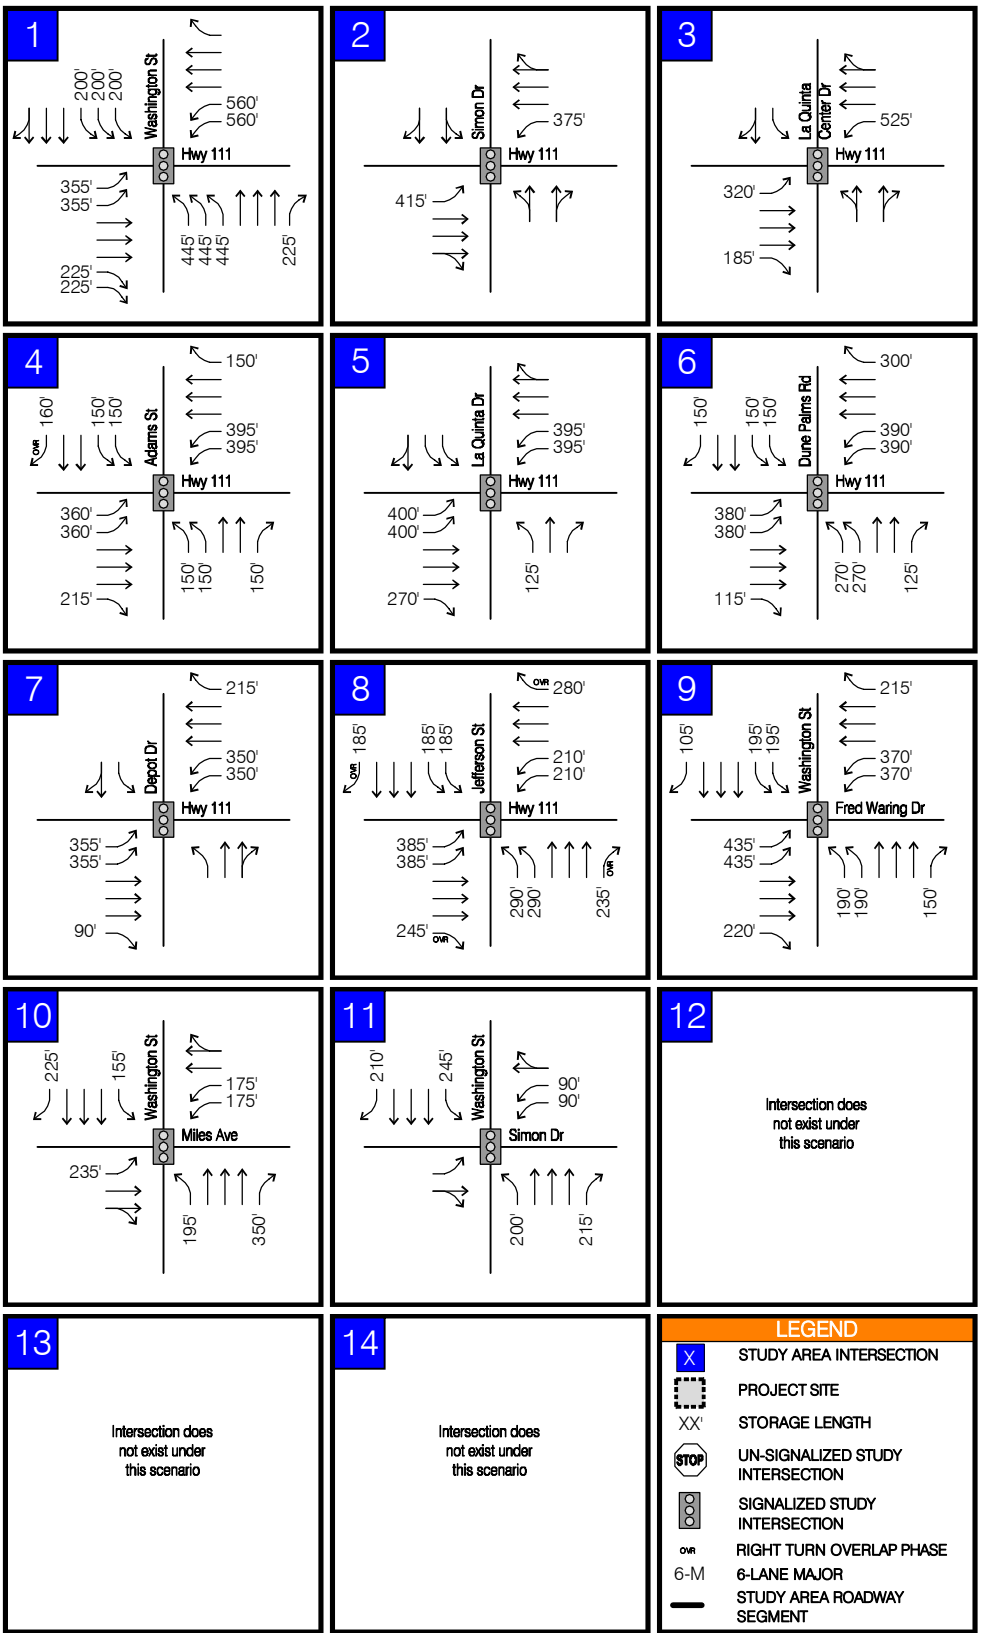 1
200'
200'
200'
Washington St
560'
560'
Hwy 111
355'
355'
225'
225'
445'
445'
445'
225'
2
Simon Dr
375'
Hwy 111
415'
3
La Quinta
Center Dr
525'
Hwy 111
320'
185'
4
150'
OVR
160'
150'
150'
Adams St
395'
395'
Hwy 111
360'
360'
215'
150'
150'
150'
5
La Quinta Dr
395'
395'
Hwy 111
400'
400'
270'
125'
6
300'
150'
150'
150'
Dune Palms Rd
390'
390'
Hwy 111
380'
380'
115'
270'
270'
125'
7
215'
Depot Dr
350'
350'
Hwy 111
355'
355'
90'
8
OVR
280'
185'
OVR
185'
185'
Jefferson St
210'
210'
Hwy 111
385'
385'
245'
OVR
290'
290'
235'
OVR
9
215'
105'
195'
195'
Washington St
370'
370'
Fred Waring Dr
435'
435'
220'
190'
190'
150'
10
225'
155'
Washington St
175'
175'
Miles Ave
235'
195'
350'
11
210'
245'
Washington St
90'
90'
Simon Dr
200'
215'
12
Intersection does
not exist under
this scenario
13
Intersection does
not exist under
this scenario
14
Intersection does
not exist under
this scenario
LEGEND
X STUDY AREA INTERSECTION
PROJECT SITE
XX' STORAGE LENGTH
STOP UN-SIGNALIZED STUDY
INTERSECTION
SIGNALIZED STUDY
INTERSECTION
OVR RIGHT TURN OVERLAP PHASE
6-M 6-LANE MAJOR
STUDY AREA ROADWAY
SEGMENT